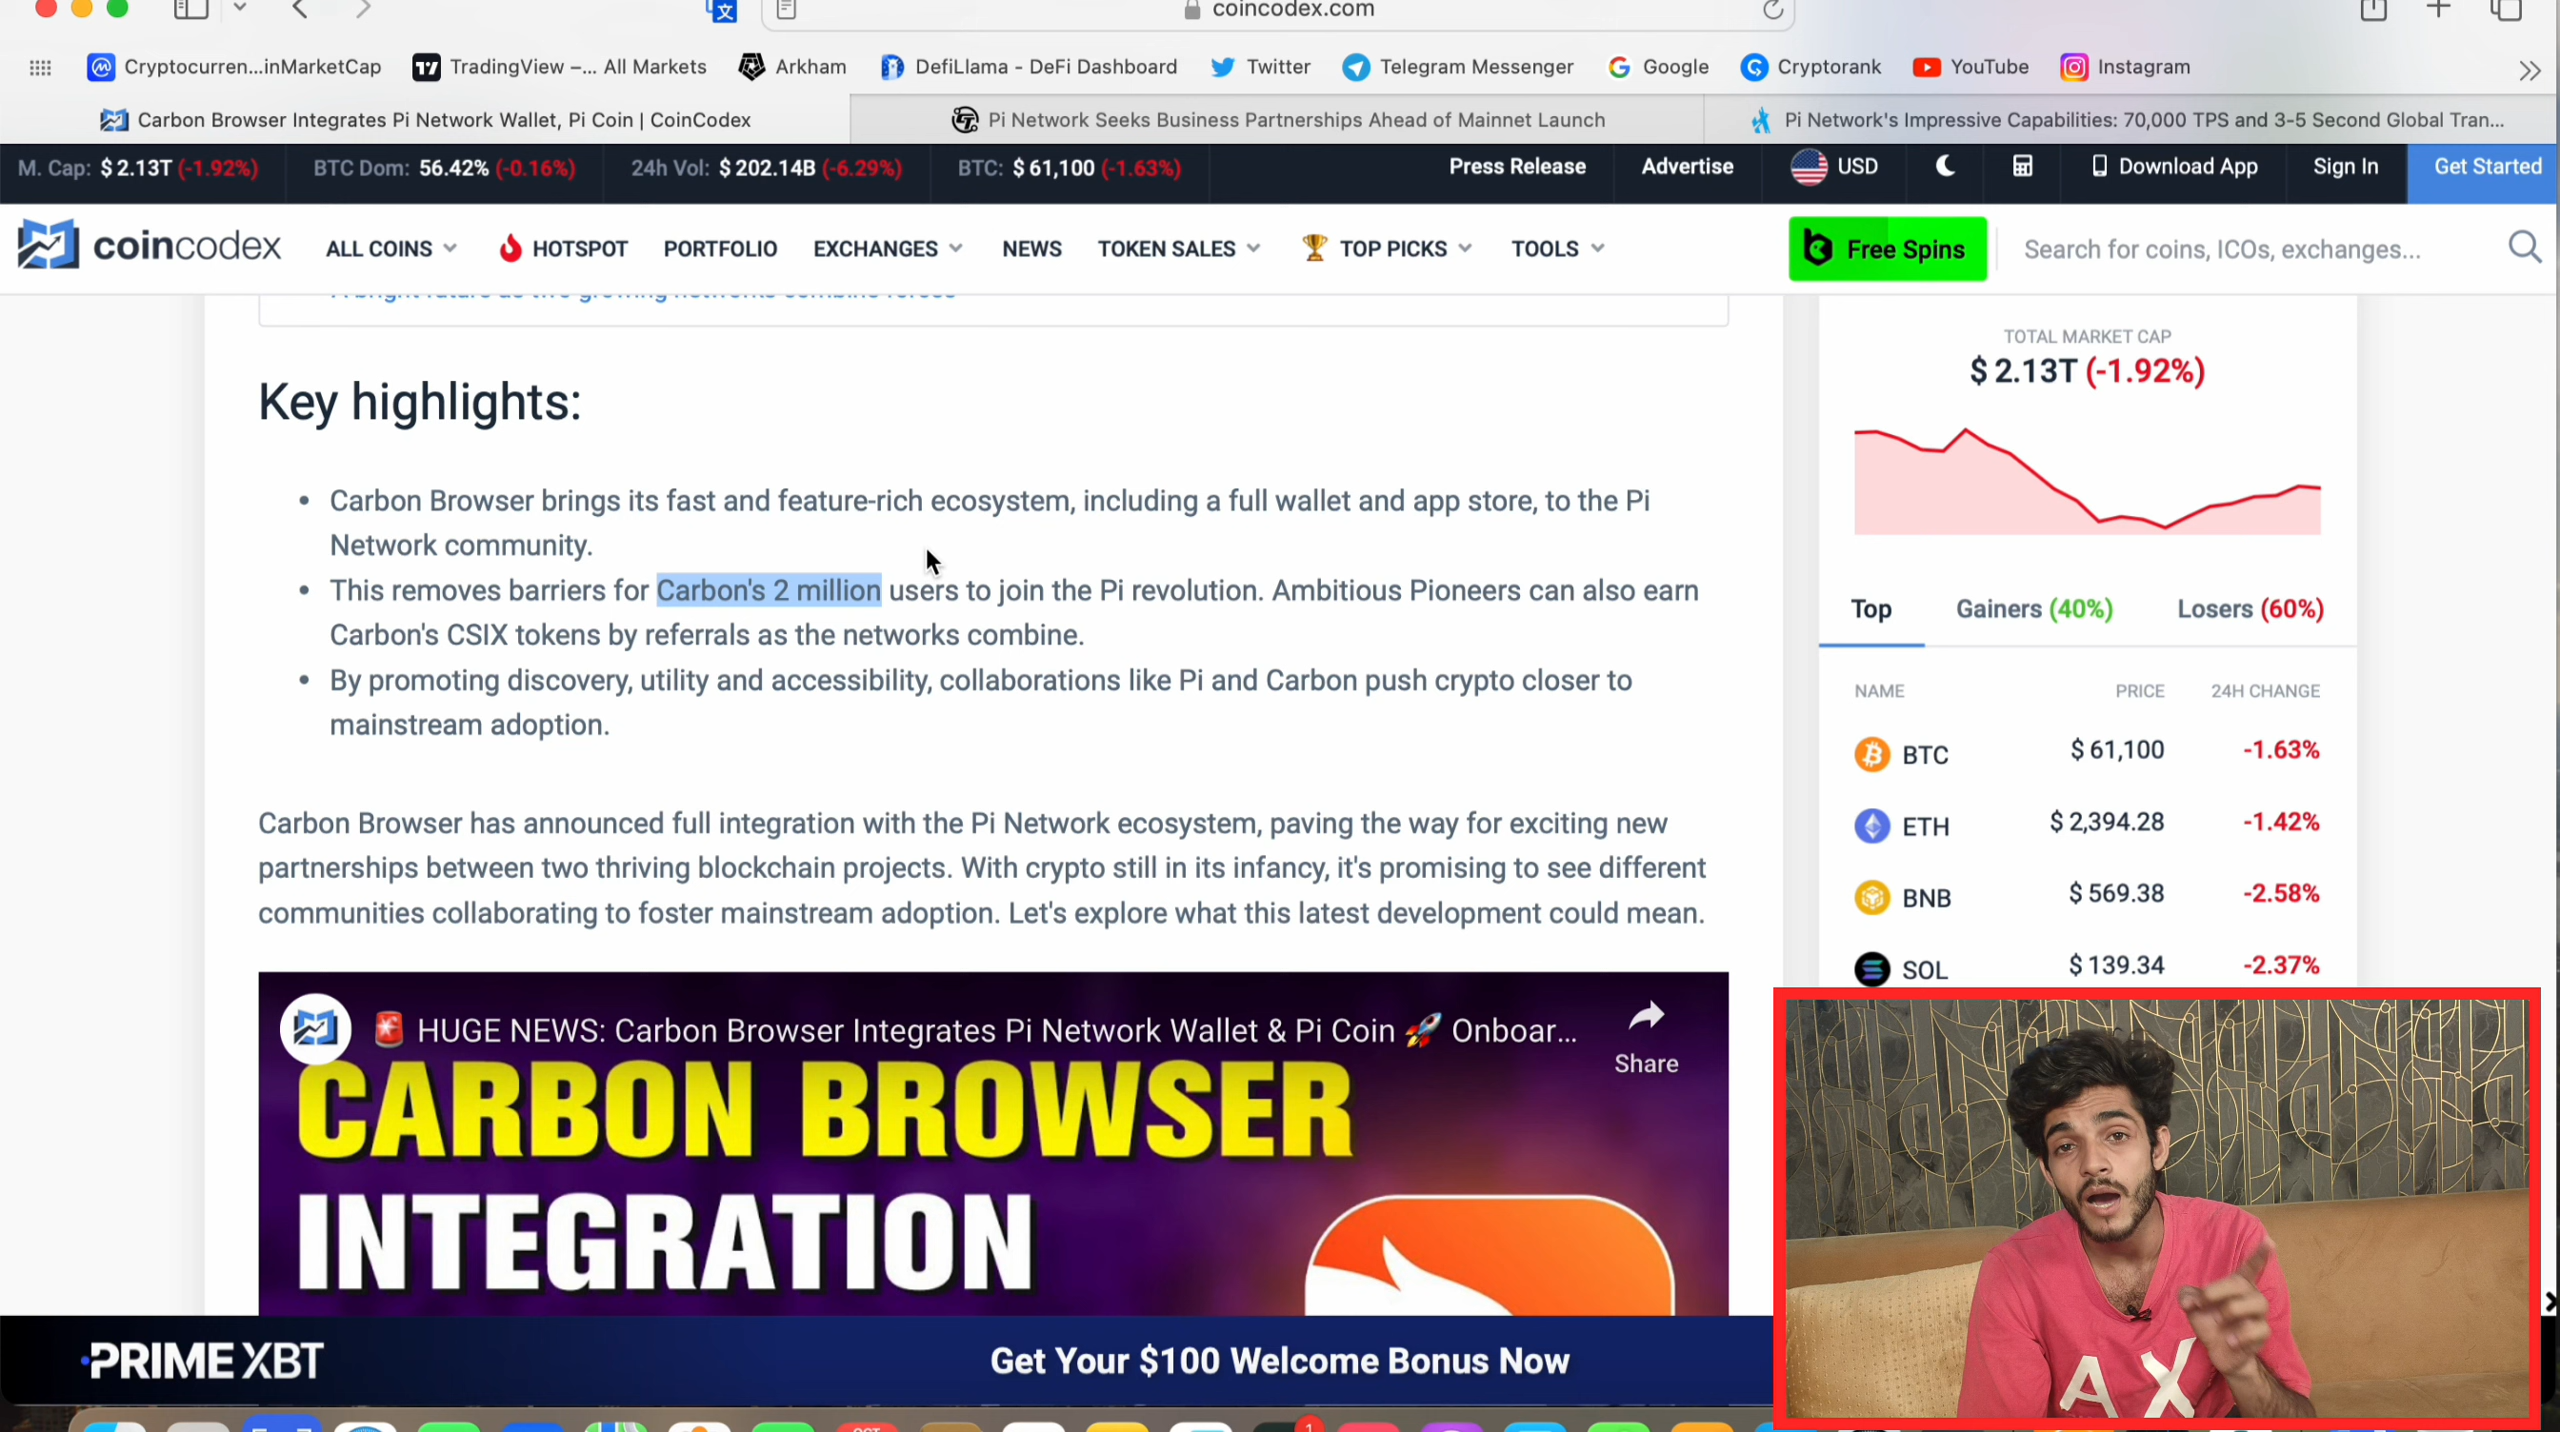 coincodex.com
Cryptocurren...inMarketCap
TradingView –... All Markets
Arkham
DefiLlama - DeFi Dashboard
Twitter
Telegram Messenger
Google
Cryptorank
YouTube
Instagram
Carbon Browser Integrates Pi Network Wallet, Pi Coin | CoinCodex
Pi Network Seeks Business Partnerships Ahead of Mainnet Launch
Pi Network's Impressive Capabilities: 70,000 TPS and 3-5 Second Global Tran...
M. Cap: $ 2.13T (-1.92%)
BTC Dom: 56.42% (-0.16%)
24h Vol: $ 202.14B (-6.29%)
BTC: $ 61,100 (-1.63%)
Press Release
Advertise
USD
Download App
Sign In
Get Started
coincodex
ALL COINS
HOTSPOT
PORTFOLIO
EXCHANGES
NEWS
TOKEN SALES
TOP PICKS
TOOLS
Free Spins
Search for coins, ICOs, exchanges...
A bright future as two growing networks combine forces
Key highlights:
• Carbon Browser brings its fast and feature-rich ecosystem, including a full wallet and app store, to the Pi
Network community.
• This removes barriers for Carbon's 2 million users to join the Pi revolution. Ambitious Pioneers can also earn
Carbon's CSIX tokens by referrals as the networks combine.
• By promoting discovery, utility and accessibility, collaborations like Pi and Carbon push crypto closer to
mainstream adoption.
Carbon Browser has announced full integration with the Pi Network ecosystem, paving the way for exciting new
partnerships between two thriving blockchain projects. With crypto still in its infancy, it's promising to see different
communities collaborating to foster mainstream adoption. Let's explore what this latest development could mean.
HUGE NEWS: Carbon Browser Integrates Pi Network Wallet & Pi Coin 🚀 Onboar...
Share
CARBON BROWSER
INTEGRATION
TOTAL MARKET CAP
$ 2.13T (-1.92%)
Top
Gainers (40%)
Losers (60%)
NAME PRICE 24H CHANGE
BTC $ 61,100 -1.63%
ETH $ 2,394.28 -1.42%
BNB $ 569.38 -2.58%
SOL $ 139.34 -2.37%
PRIME XBT
Get Your $100 Welcome Bonus Now
AX
OCT
1